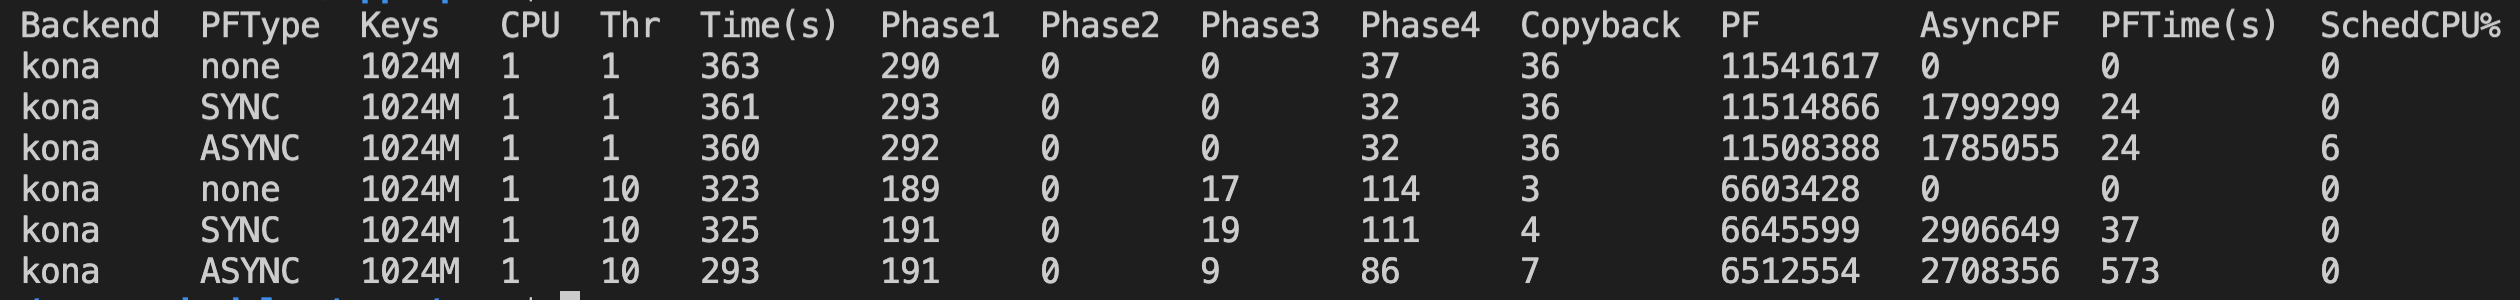 Backend PFType Keys CPU Thr Time(s) Phase1 Phase2 Phase3 Phase4 Copyback PF AsyncPF PFTime(s) SchedCPU%
kona none 1024M 1 1 363 290 0 0 37 36 11541617 0 0 0
kona SYNC 1024M 1 1 361 293 0 0 32 36 11514866 1799299 24 0
kona ASYNC 1024M 1 1 360 292 0 0 32 36 11508388 1785055 24 6
kona none 1024M 1 10 323 189 0 17 114 3 6603428 0 0 0
kona SYNC 1024M 1 10 325 191 0 19 111 4 6645599 2906649 37 0
kona ASYNC 1024M 1 10 293 191 0 9 86 7 6512554 2708356 573 0